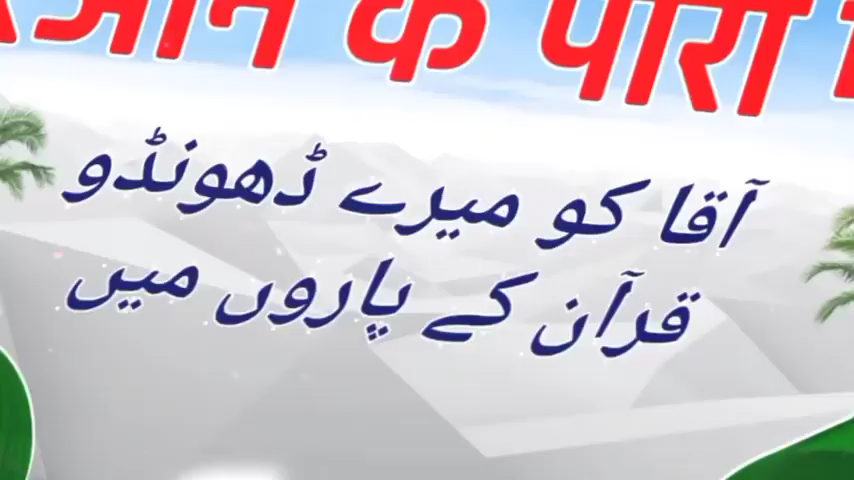 के पारों
آقا کو میرے ڈھونڈو
قرآن کے پاروں میں